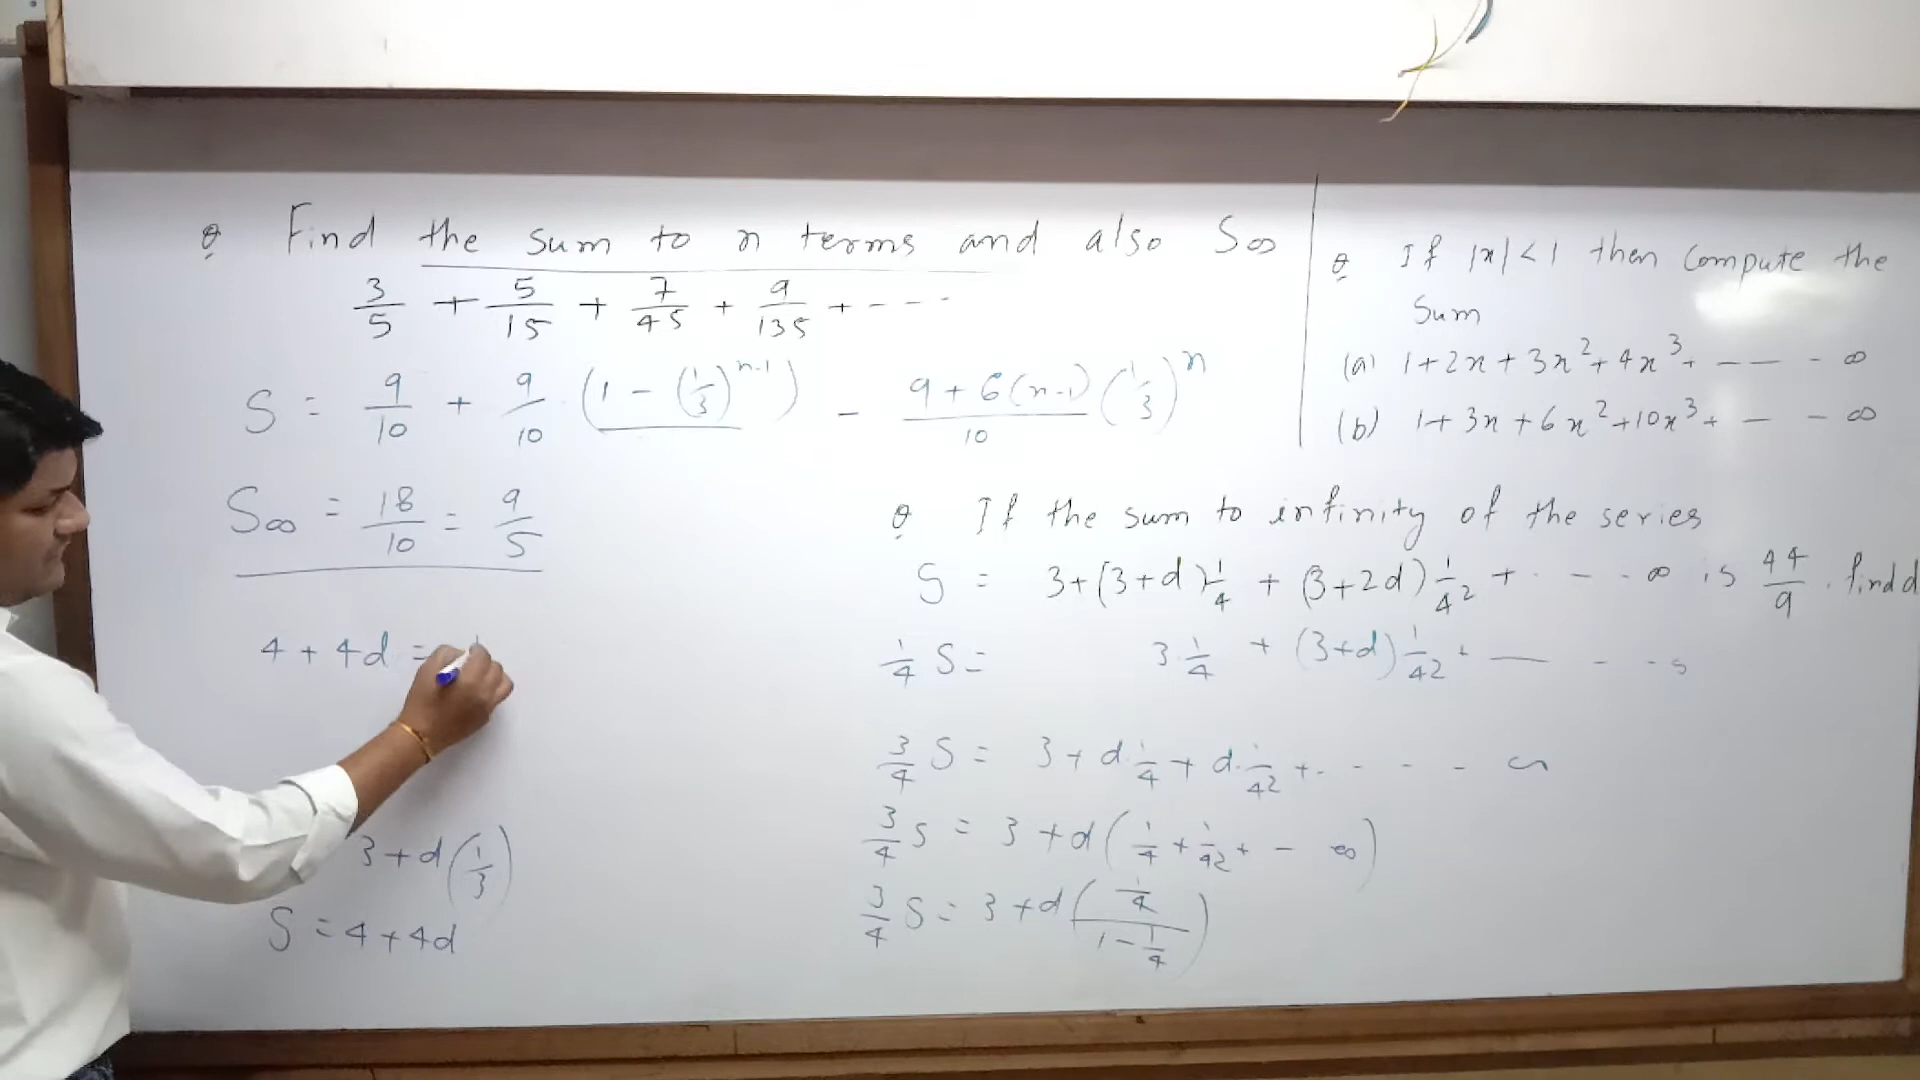 Q Find the sum to n terms and also S∞
3/5 + 5/15 + 7/45 + 9/135 + ----
S = 9/10 + 9/10 · (1 - (1/3)^(n-1)) - (9 + 6(n-1))/10 (1/3)^n
S∞ = 18/10 = 9/5
4 + 4d =
3 + d(1/3)
S = 4 + 4d
Q If |x| < 1 then compute the
Sum
(a) 1 + 2x + 3x² + 4x³ + --- - ∞
(b) 1 + 3x + 6x² + 10x³ + - - ∞
Q If the sum to infinity of the series
S = 3 + (3+d) 1/4 + (3+2d) 1/4² + · - - ∞ is 44/9 . find d
1/4 S = 3·1/4 + (3+d) 1/4² + --- - -
3/4 S = 3 + d·1/4 + d·1/4² + · - - -
3/4 S = 3 + d(1/4 + 1/4² + - ∞)
3/4 S = 3 + d((1/4)/(1 - 1/4))